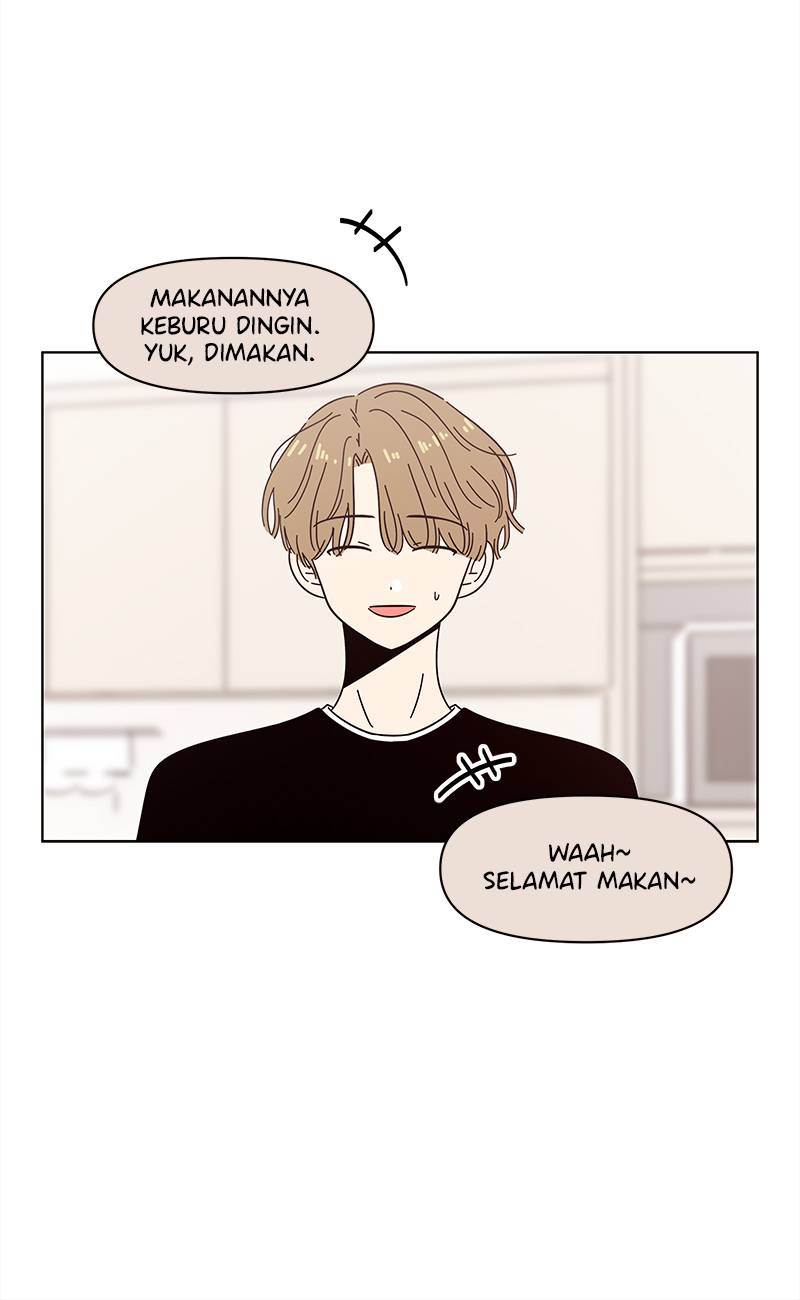 MAKANANNYA
KEBURU DINGIN.
YUK, DIMAKAN.
WAAH~
SELAMAT MAKAN~